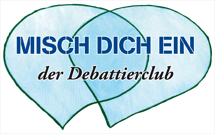 MISCH DICH EIN
der Debattierclub